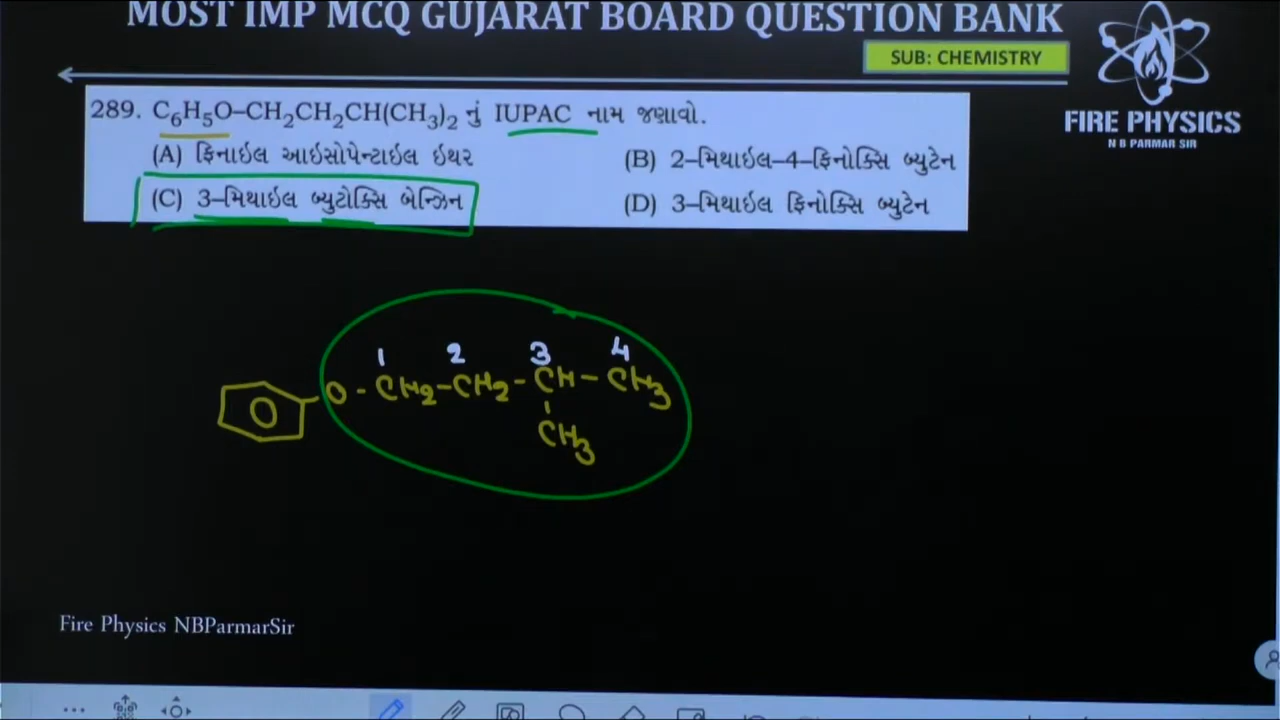 MOST IMP MCQ GUJARAT BOARD QUESTION BANK
SUB: CHEMISTRY
FIRE PHYSICS
N B PARMAR SIR
289. C₆H₅O–CH₂CH₂CH(CH₃)₂ નું IUPAC નામ જણાવો.
(A) ફિનાઇલ આઇસોપેન્ટાઇલ ઇથર
(B) 2–મિથાઇલ–4–ફિનોક્સિ બ્યુટેન
(C) 3–મિથાઇલ બ્યુટોક્સિ બેન્ઝિન
(D) 3–મિથાઇલ ફિનોક્સિ બ્યુટેન
1 2 3 4
O - CH₂ - CH₂ - CH - CH₃
CH₃
Fire Physics NBParmarSir